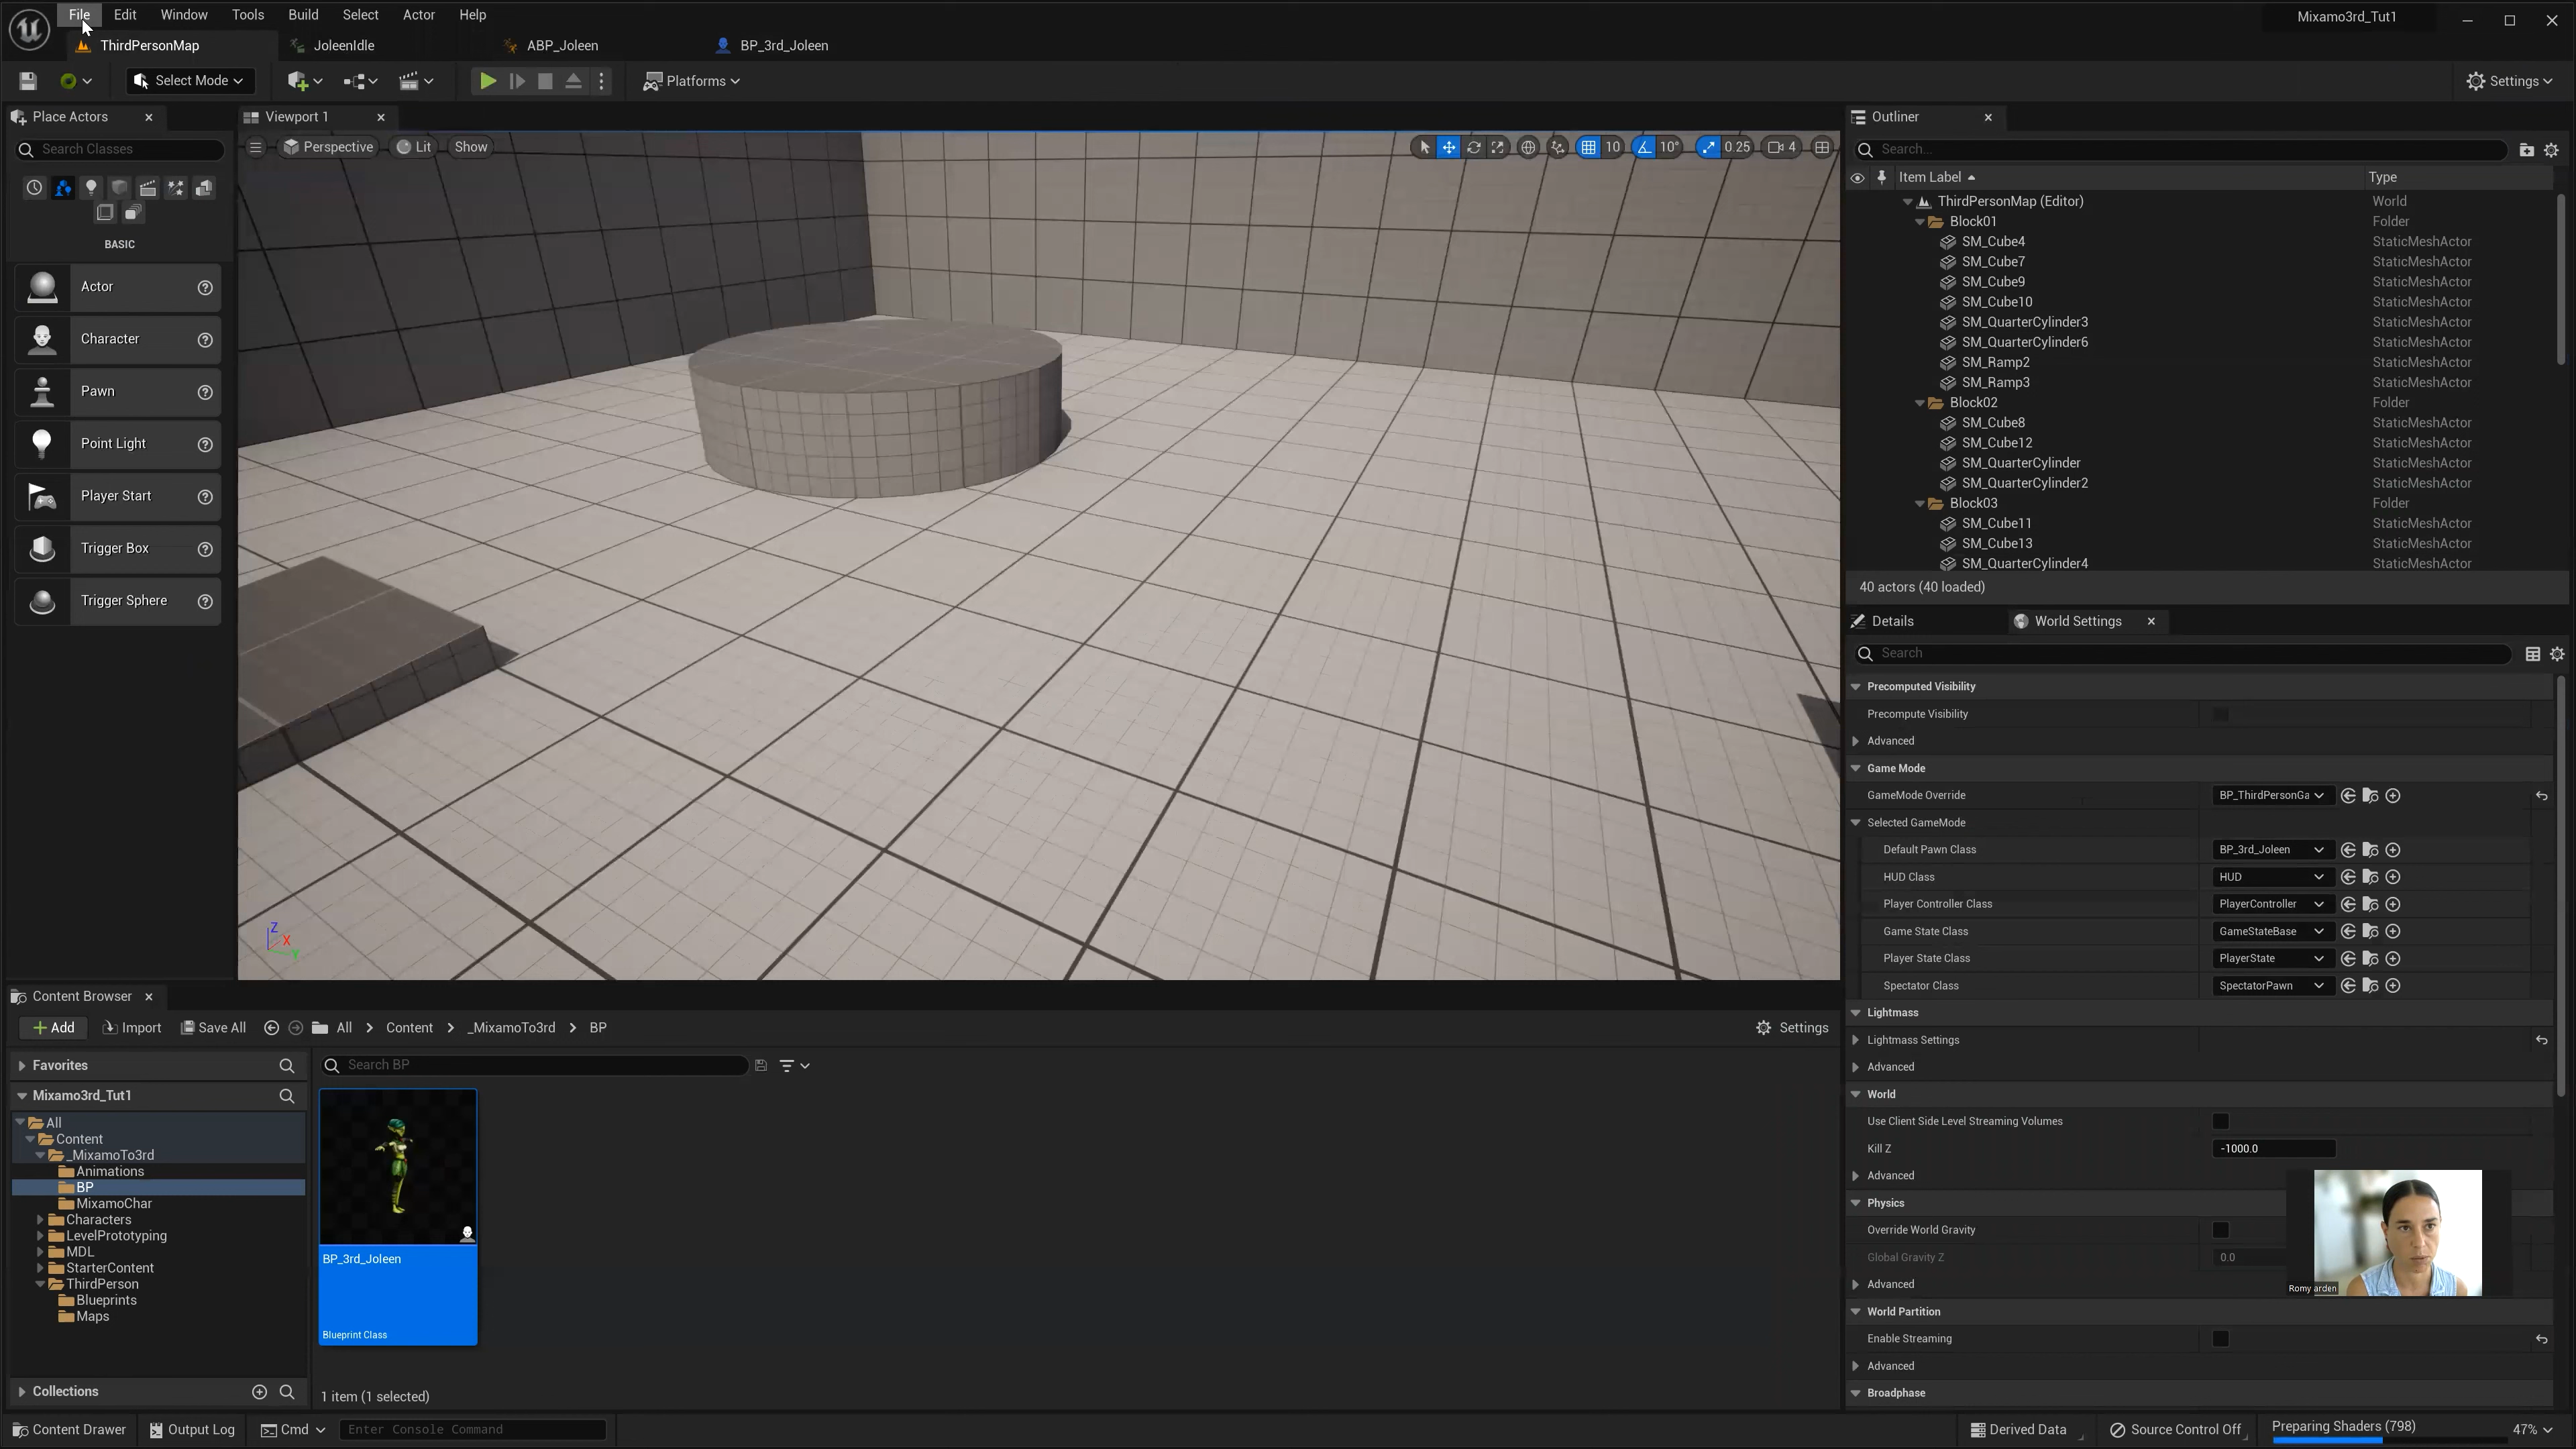 File Edit Window Tools Build Select Actor Help
Mixamo3rd_Tut1
ThirdPersonMap JoleenIdle ABP_Joleen BP_3rd_Joleen
Select Mode Platforms Settings
Place Actors
Search Classes
BASIC
Actor
Character
Pawn
Point Light
Player Start
Trigger Box
Trigger Sphere
Viewport 1
Perspective Lit Show 10 10° 0.25 4
Z
X
Y
Outliner
Search...
Item Label Type
ThirdPersonMap (Editor) World
Block01 Folder
SM_Cube4 StaticMeshActor
SM_Cube7 StaticMeshActor
SM_Cube9 StaticMeshActor
SM_Cube10 StaticMeshActor
SM_QuarterCylinder3 StaticMeshActor
SM_QuarterCylinder6 StaticMeshActor
SM_Ramp2 StaticMeshActor
SM_Ramp3 StaticMeshActor
Block02 Folder
SM_Cube8 StaticMeshActor
SM_Cube12 StaticMeshActor
SM_QuarterCylinder StaticMeshActor
SM_QuarterCylinder2 StaticMeshActor
Block03 Folder
SM_Cube11 StaticMeshActor
SM_Cube13 StaticMeshActor
SM_QuarterCylinder4 StaticMeshActor
40 actors (40 loaded)
Details World Settings
Search
Precomputed Visibility
Precompute Visibility
Advanced
Game Mode
GameMode Override BP_ThirdPersonGa
Selected GameMode
Default Pawn Class BP_3rd_Joleen
HUD Class HUD
Player Controller Class PlayerController
Game State Class GameStateBase
Player State Class PlayerState
Spectator Class SpectatorPawn
Lightmass
Lightmass Settings
Advanced
World
Use Client Side Level Streaming Volumes
Kill Z -1000.0
Advanced
Physics
Override World Gravity
Global Gravity Z 0.0
Advanced
World Partition
Enable Streaming
Advanced
Broadphase
Romy arden
Content Browser
Add Import Save All All Content _MixamoTo3rd BP Settings
Favorites
Search BP
Mixamo3rd_Tut1
All
Content
_MixamoTo3rd
Animations
BP
MixamoChar
Characters
LevelPrototyping
MDL
StarterContent
ThirdPerson
Blueprints
Maps
Collections
BP_3rd_Joleen
Blueprint Class
1 item (1 selected)
Content Drawer Output Log Cmd Enter Console Command Derived Data Source Control Off Preparing Shaders (798) 47%